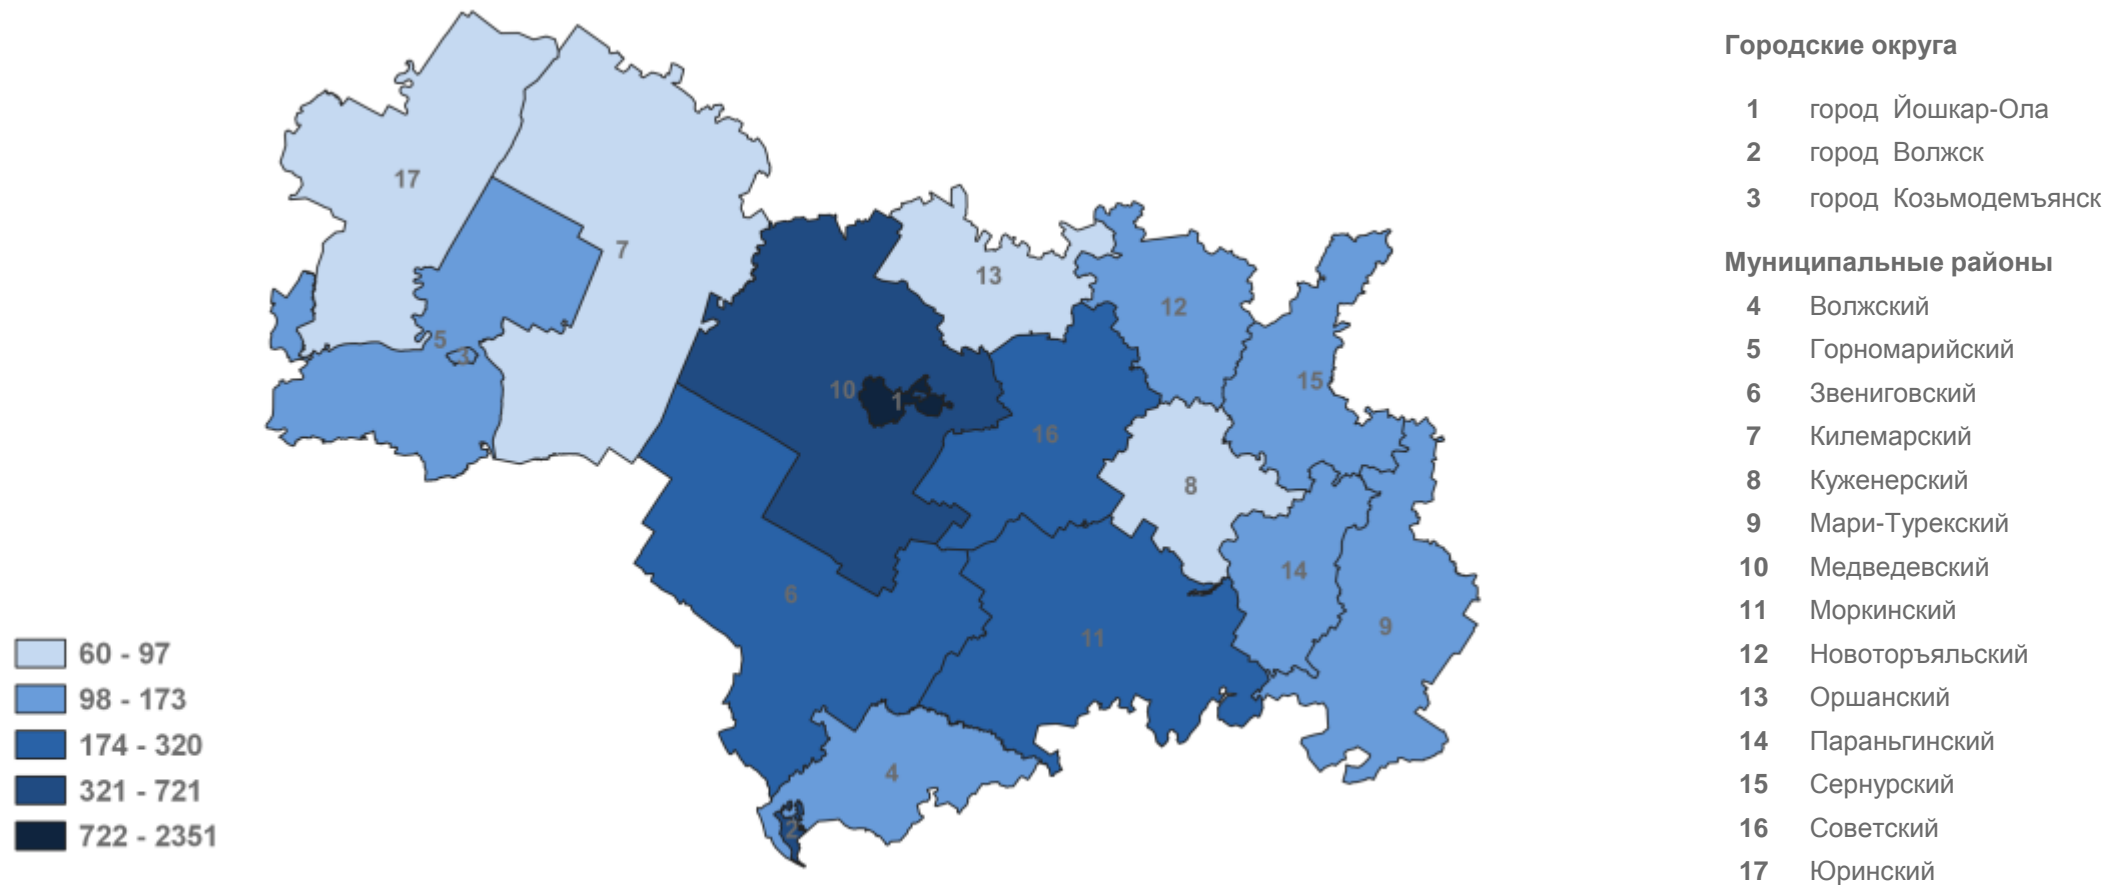 Городские округа
1 город Йошкар-Ола
2 город Волжск
3 город Козьмодемъянск
Муниципальные районы
4 Волжский
5 Горномарийский
6 Звениговский
7 Килемарский
8 Куженерский
9 Мари-Турекский
10 Медведевский
11 Моркинский
12 Новоторъяльский
13 Оршанский
14 Параньгинский
15 Сернурский
16 Советский
17 Юринский
17
7
13
12
5
3
15
10
1
16
8
14
6
11
9
4
2
60 - 97
98 - 173
174 - 320
321 - 721
722 - 2351